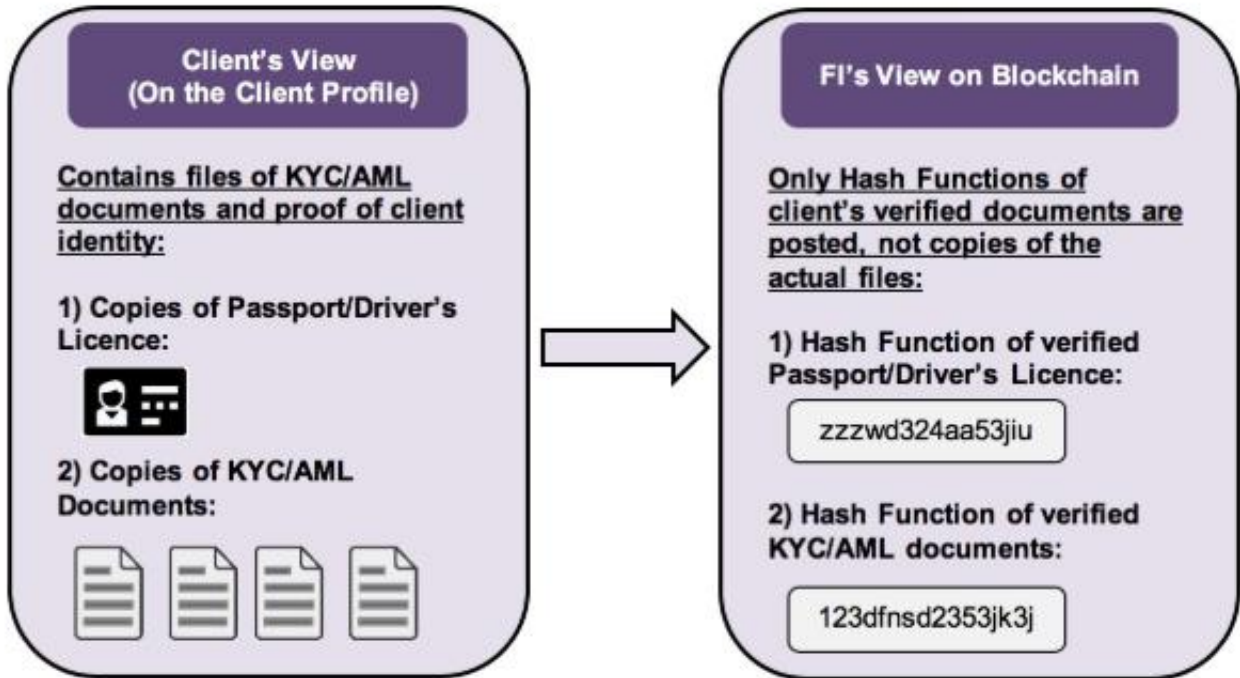 Client's View
(On the Client Profile)
Contains files of KYC/AML
documents and proof of client
identity:
1) Copies of Passport/Driver's
Licence:
2) Copies of KYC/AML
Documents:
FI's View on Blockchain
Only Hash Functions of
client's verified documents are
posted, not copies of the
actual files:
1) Hash Function of verified
Passport/Driver's Licence:
zzzwd324aa53jiu
2) Hash Function of verified
KYC/AML documents:
123dfnsd2353jk3j